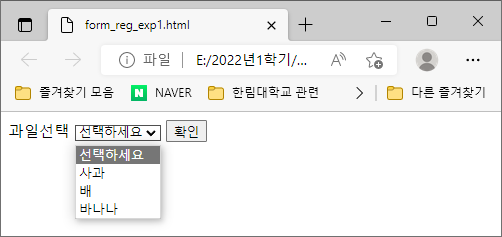 form_reg_exp1.html
파일 E:/2022년1학기/...
즐겨찾기 모음 N NAVER 한림대학교 관련 다른 즐겨찾기
과일선택 선택하세요 확인
선택하세요
사과
배
바나나